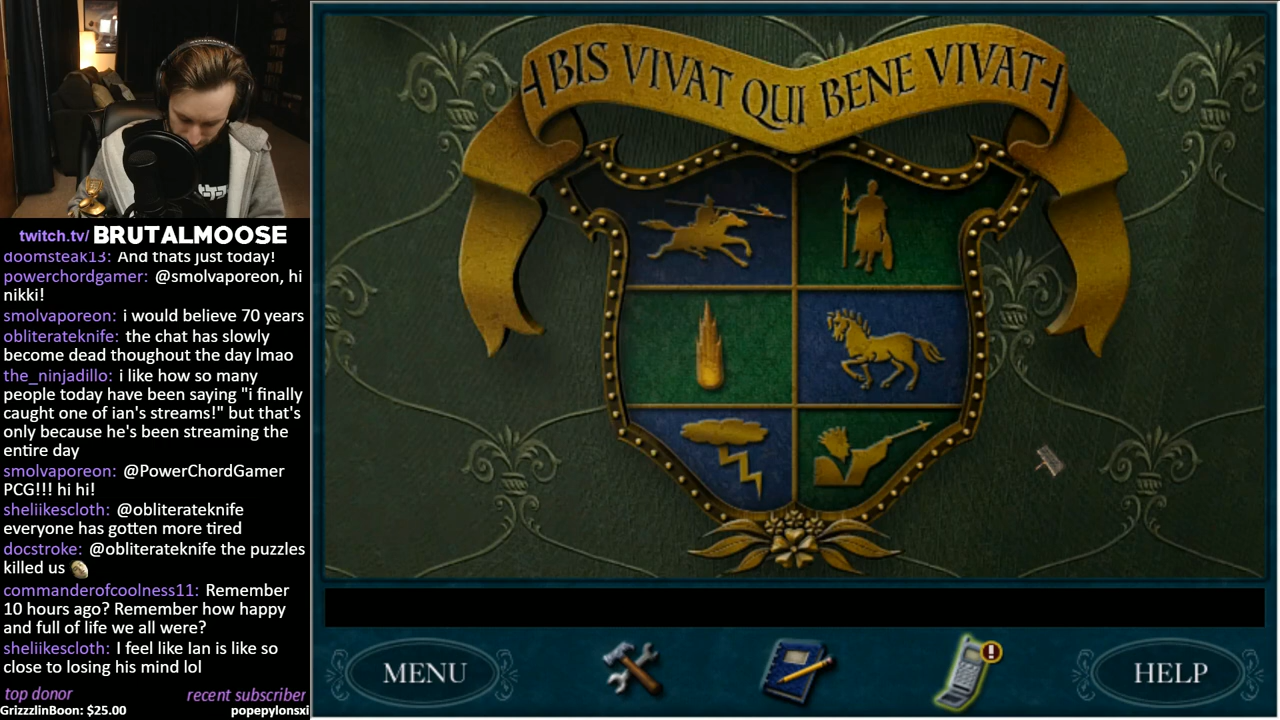 BIS VIVAT QUI BENE VIVAT
twitch.tv/ BRUTALMOOSE
doomsteak13: And thats just today!
powerchordgamer: @smolvaporeon, hi
nikki!
smolvaporeon: i would believe 70 years
obliterateknife: the chat has slowly
become dead thoughout the day lmao
the_ninjadillo: i like how so many
people today have been saying "i finally
caught one of ian's streams!" but that's
only because he's been streaming the
entire day
smolvaporeon: @PowerChordGamer
PCG!!! hi hi!
sheliikescloth: @obliterateknife
everyone has gotten more tired
docstroke: @obliterateknife the puzzles
killed us
commanderofcoolness11: Remember
10 hours ago? Remember how happy
and full of life we all were?
sheliikescloth: I feel like Ian is like so
close to losing his mind lol
top donor recent subscriber
GrizzzlinBoon: $25.00 popepylonsxi
MENU HELP